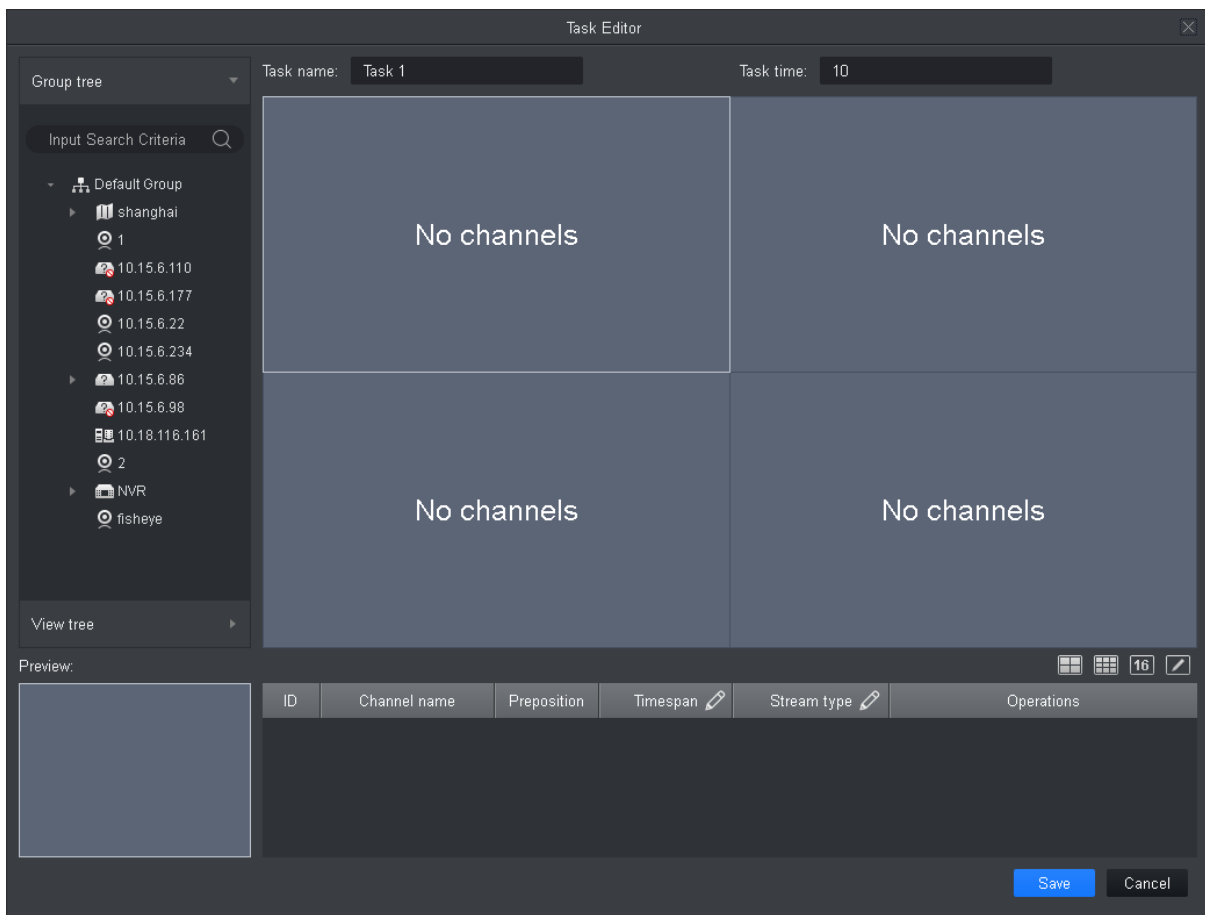 Task Editor
Group tree
Task name: Task 1 Task time: 10
Input Search Criteria
Default Group
shanghai
1
10.15.6.110
10.15.6.177
10.15.6.22
10.15.6.234
10.15.6.86
10.15.6.98
10.18.116.161
2
NVR
fisheye
View tree
No channels No channels
No channels No channels
16
Preview:
ID Channel name Preposition Timespan Stream type Operations
Save Cancel